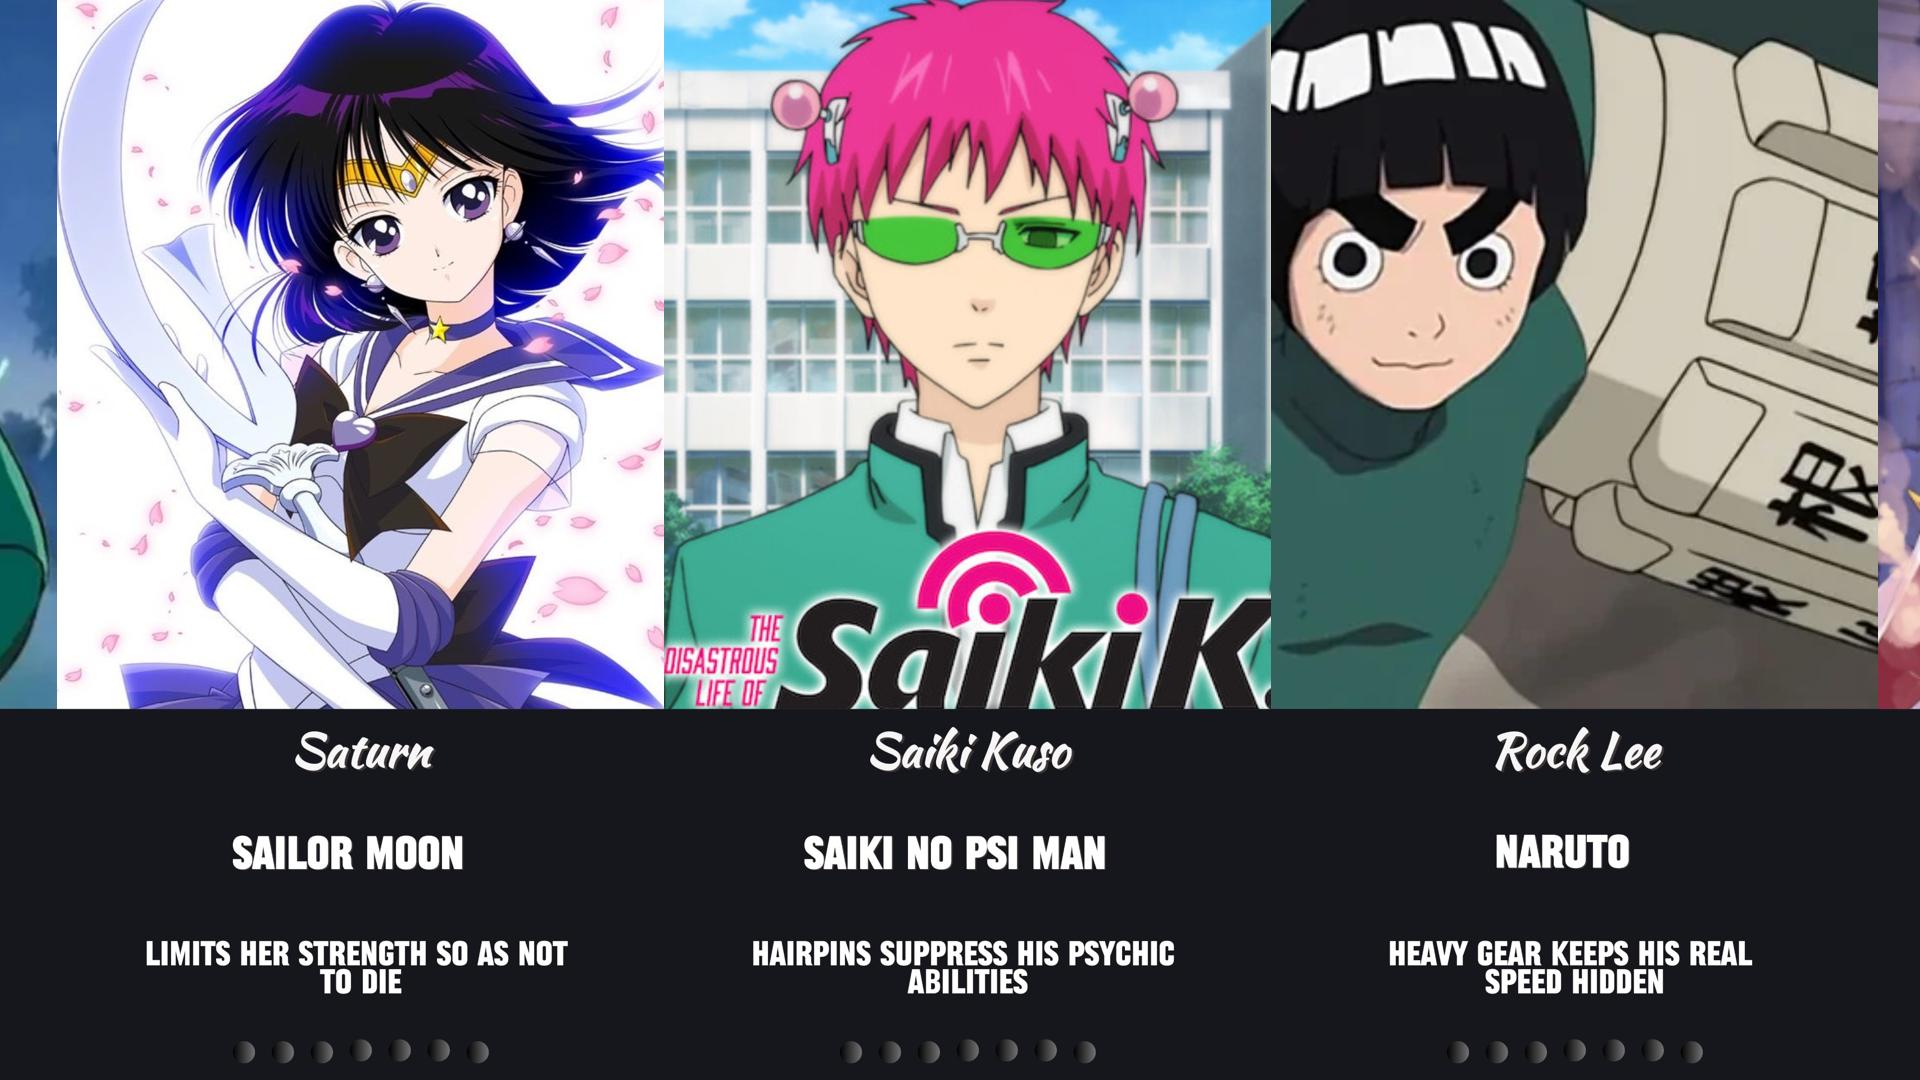 THE
DISASTROUS
LIFE OF
Saiki K.
Saturn
Saiki Kuso
Rock Lee
SAILOR MOON
SAIKI NO PSI MAN
NARUTO
LIMITS HER STRENGTH SO AS NOT
TO DIE
HAIRPINS SUPPRESS HIS PSYCHIC
ABILITIES
HEAVY GEAR KEEPS HIS REAL
SPEED HIDDEN